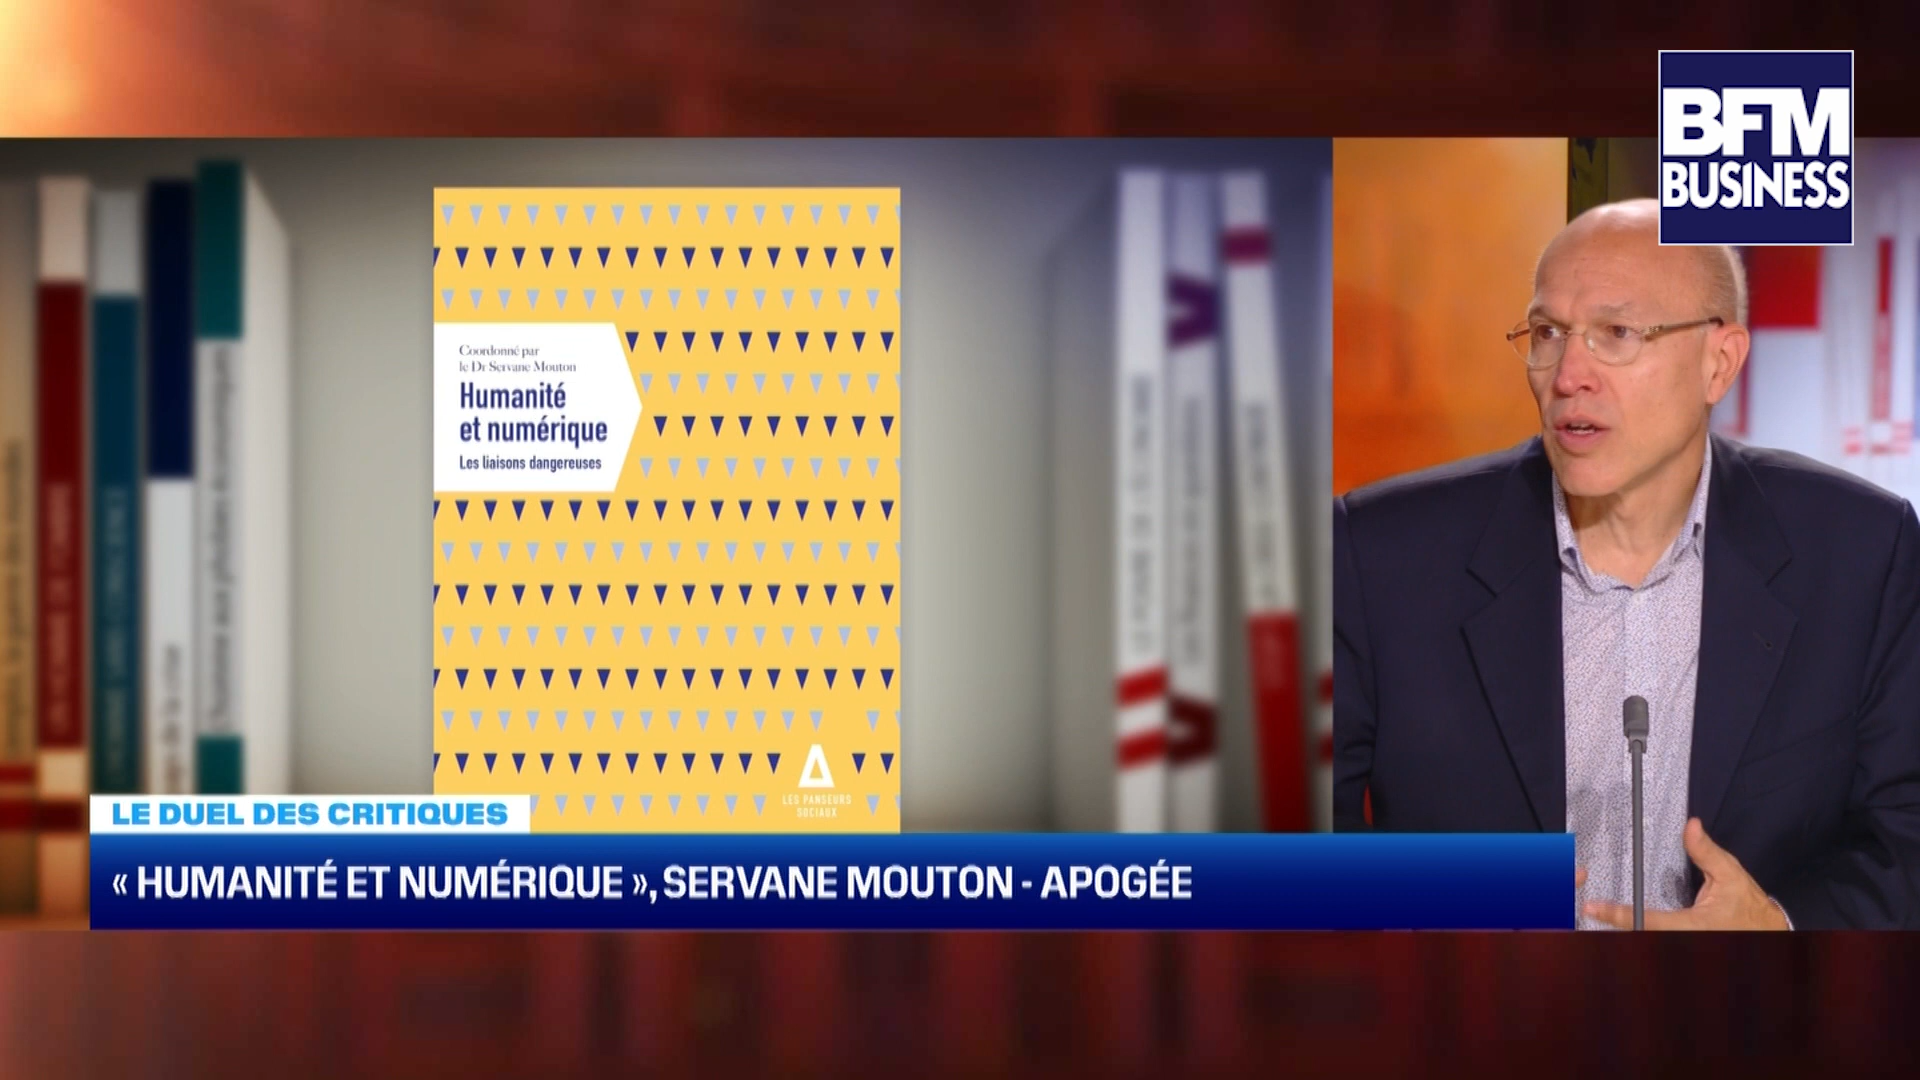 BFM
BUSINESS
Coordonné par
le Dr Servane Mouton
Humanité
et numérique
Les liaisons dangereuses
LES PANSEURS
SOCIAUX
LE DUEL DES CRITIQUES
« HUMANITÉ ET NUMÉRIQUE », SERVANE MOUTON - APOGÉE